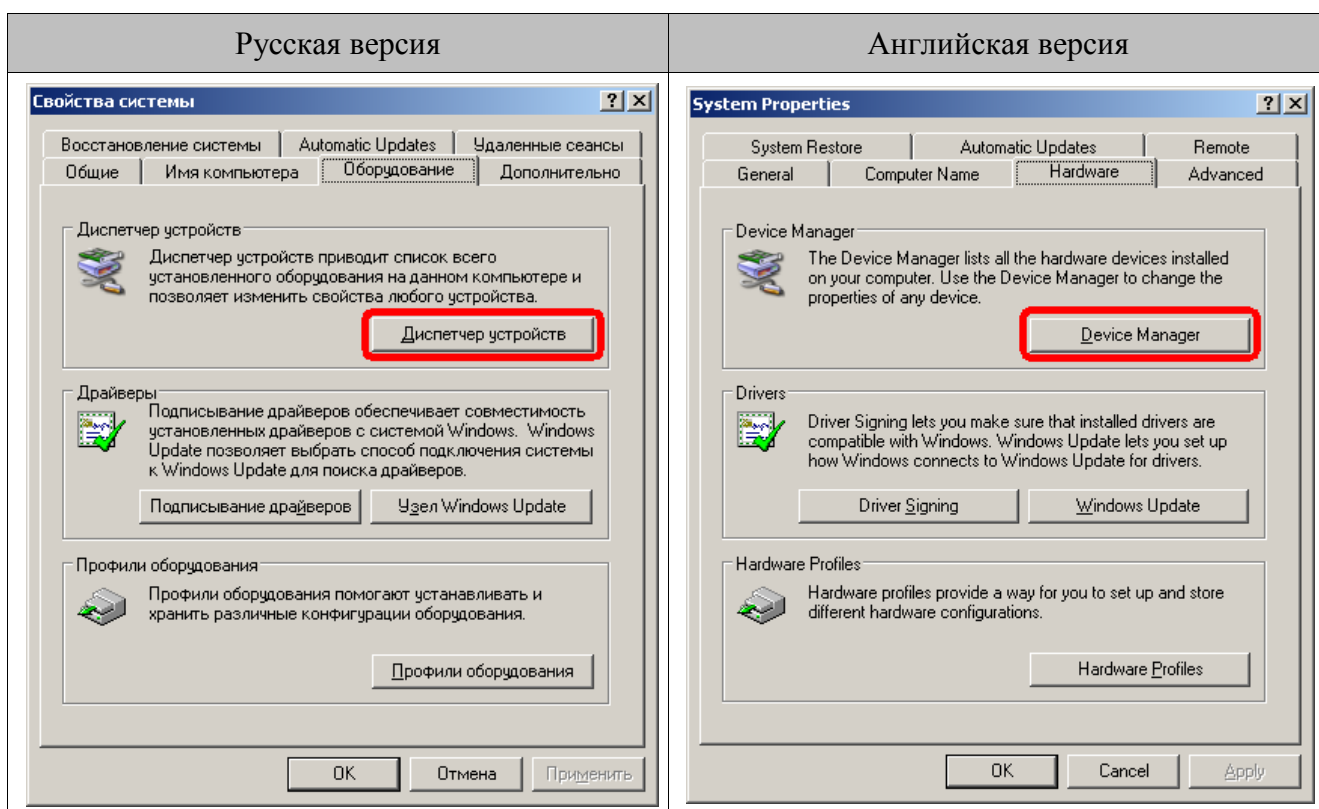 Русская версия
Английская версия
Свойства системы
Восстановление системы Automatic Updates Удаленные сеансы
Общие Имя компьютера Оборудование Дополнительно
Диспетчер устройств
Диспетчер устройств приводит список всего
установленного оборудования на данном компьютере и
позволяет изменить свойства любого устройства.
Диспетчер устройств
Драйверы
Подписывание драйверов обеспечивает совместимость
установленных драйверов с системой Windows. Windows
Update позволяет выбрать способ подключения системы
к Windows Update для поиска драйверов.
Подписывание драйверов Узел Windows Update
Профили оборудования
Профили оборудования помогают устанавливать и
хранить различные конфигурации оборудования.
Профили оборудования
OK Отмена Применить
System Properties
System Restore Automatic Updates Remote
General Computer Name Hardware Advanced
Device Manager
The Device Manager lists all the hardware devices installed
on your computer. Use the Device Manager to change the
properties of any device.
Device Manager
Drivers
Driver Signing lets you make sure that installed drivers are
compatible with Windows. Windows Update lets you set up
how Windows connects to Windows Update for drivers.
Driver Signing Windows Update
Hardware Profiles
Hardware profiles provide a way for you to set up and store
different hardware configurations.
Hardware Profiles
OK Cancel Apply